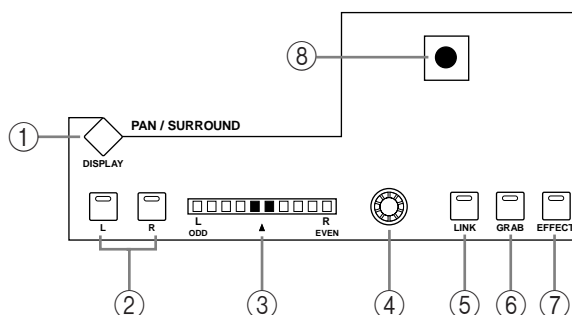 ⑧
① PAN / SURROUND
DISPLAY
L R L R LINK GRAB EFFECT
ODD EVEN
② ③ ④ ⑤ ⑥ ⑦